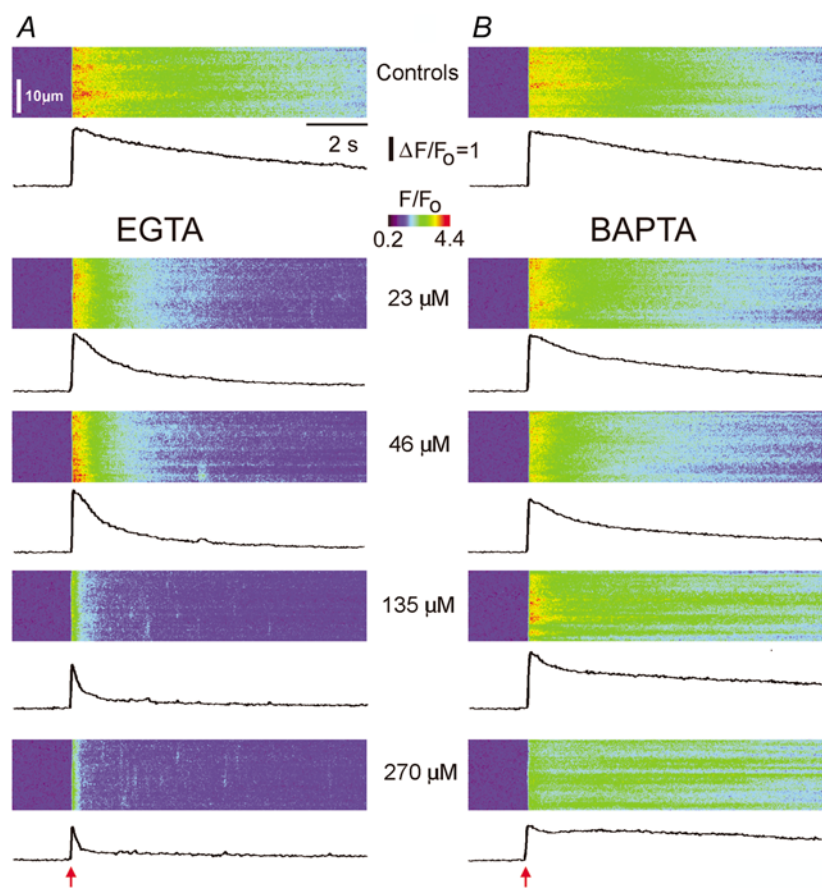 A
B
Controls
10μm
2 s
ΔF/Fo=1
F/Fo
0.2 4.4
EGTA
BAPTA
23 μM
46 μM
135 μM
270 μM